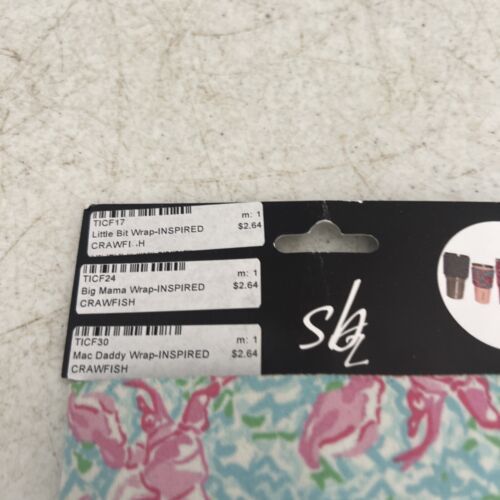 TICF17 m: 1
Little Bit Wrap-INSPIRED $2.64
CRAWFISH
TICF24 m: 1
Big Mama Wrap-INSPIRED $2.64
CRAWFISH
TICF30 m: 1
Mac Daddy Wrap-INSPIRED $2.64
CRAWFISH